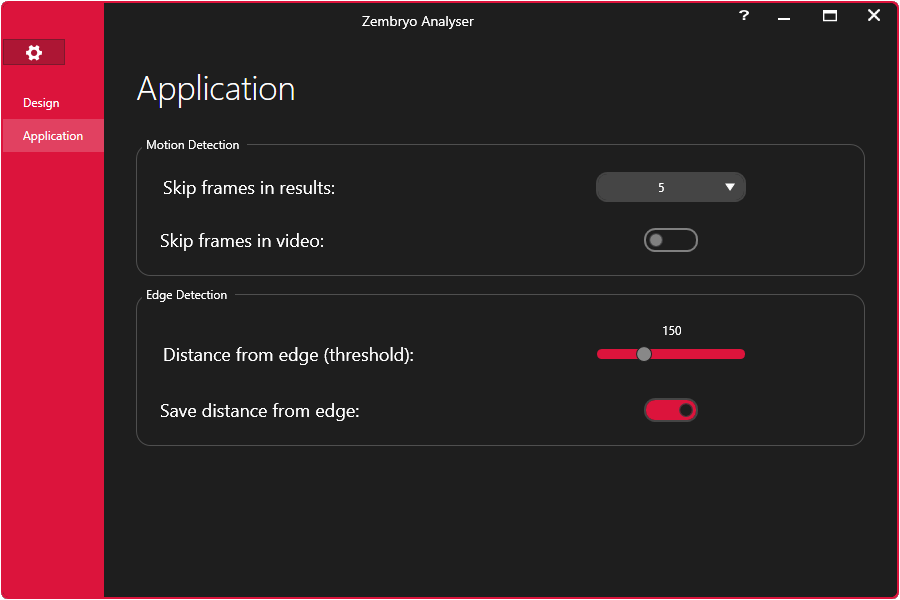 Zembryo Analyser
?
Design
Application
Application
Motion Detection
Skip frames in results:
5
Skip frames in video:
Edge Detection
150
Distance from edge (threshold):
Save distance from edge: